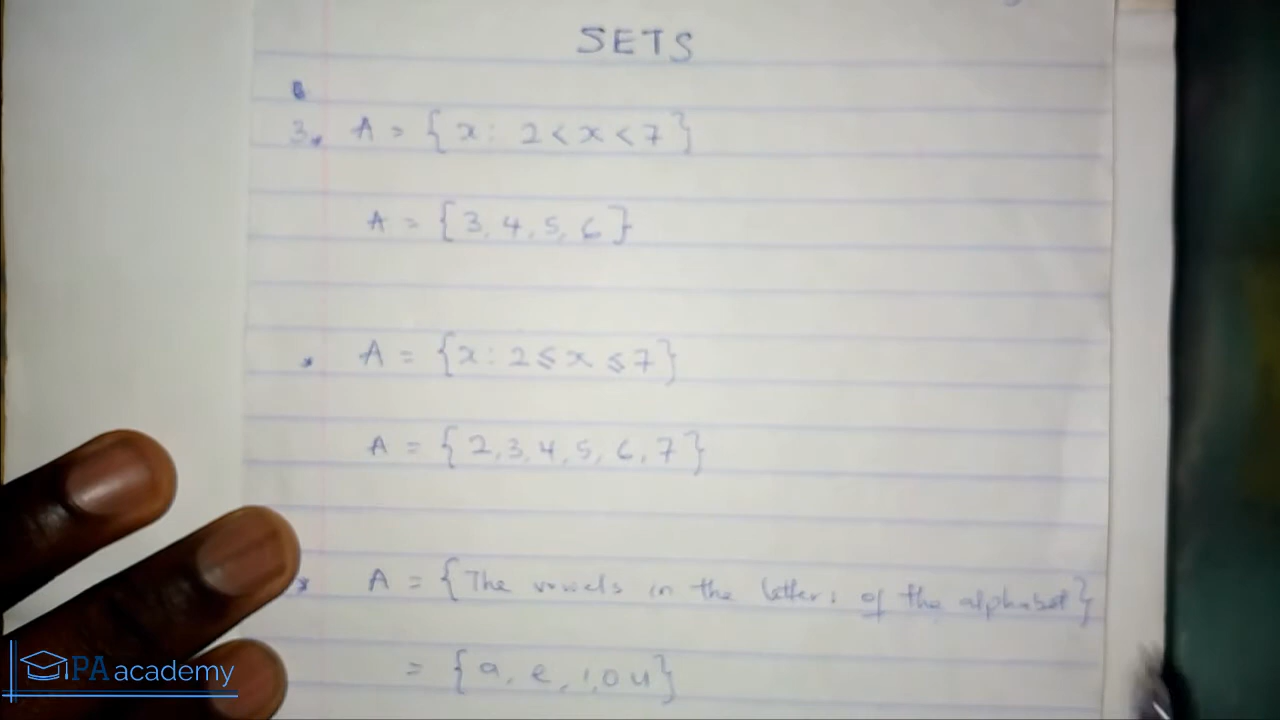 SETS
3. A = { x : 2 < x < 7 }
A = { 3, 4, 5, 6 }
* A = { x : 2 ≤ x ≤ 7 }
A = { 2, 3, 4, 5, 6, 7 }
* A = { The vowels in the letters of the alphabet }
= { a, e, i, o u }
PA academy